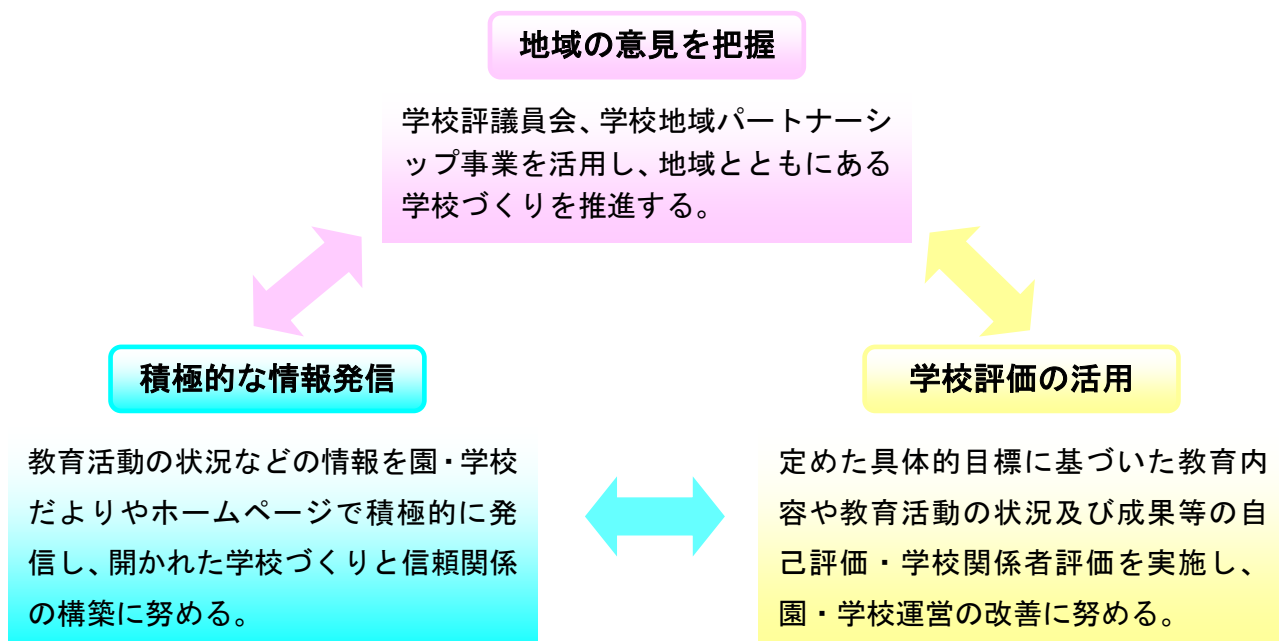 地域の意見を把握
学校評議員会、学校地域パートナーシ
ップ事業を活用し、地域とともにある
学校づくりを推進する。
積極的な情報発信
教育活動の状況などの情報を園・学校
だよりやホームページで積極的に発
信し、開かれた学校づくりと信頼関係
の構築に努める。
学校評価の活用
定めた具体的目標に基づいた教育内
容や教育活動の状況及び成果等の自
己評価・学校関係者評価を実施し、
園・学校運営の改善に努める。